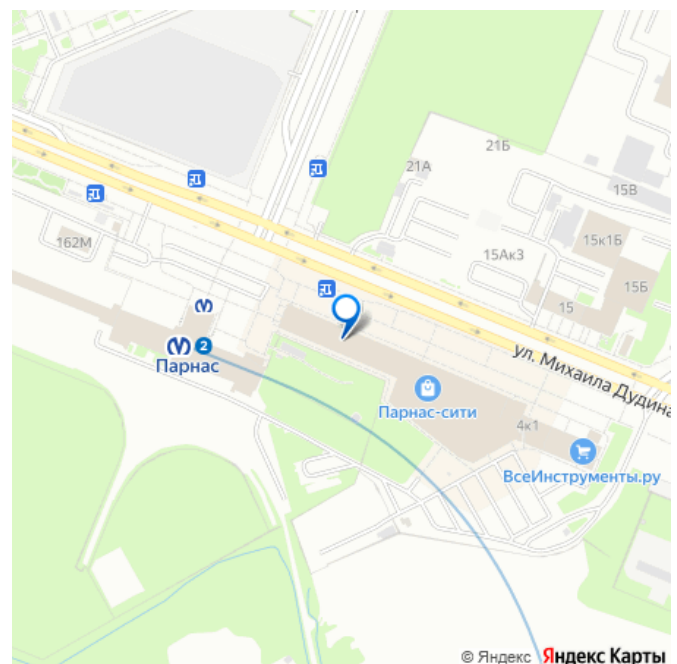 21Б
21А
15В
162М
15к1Б
15Ак3
15Б
15
2
Парнас
ул. Михаила Дудина
Парнас-сити
4к1
ВсеИнструменты.ру
© Яндекс Яндекс Карты